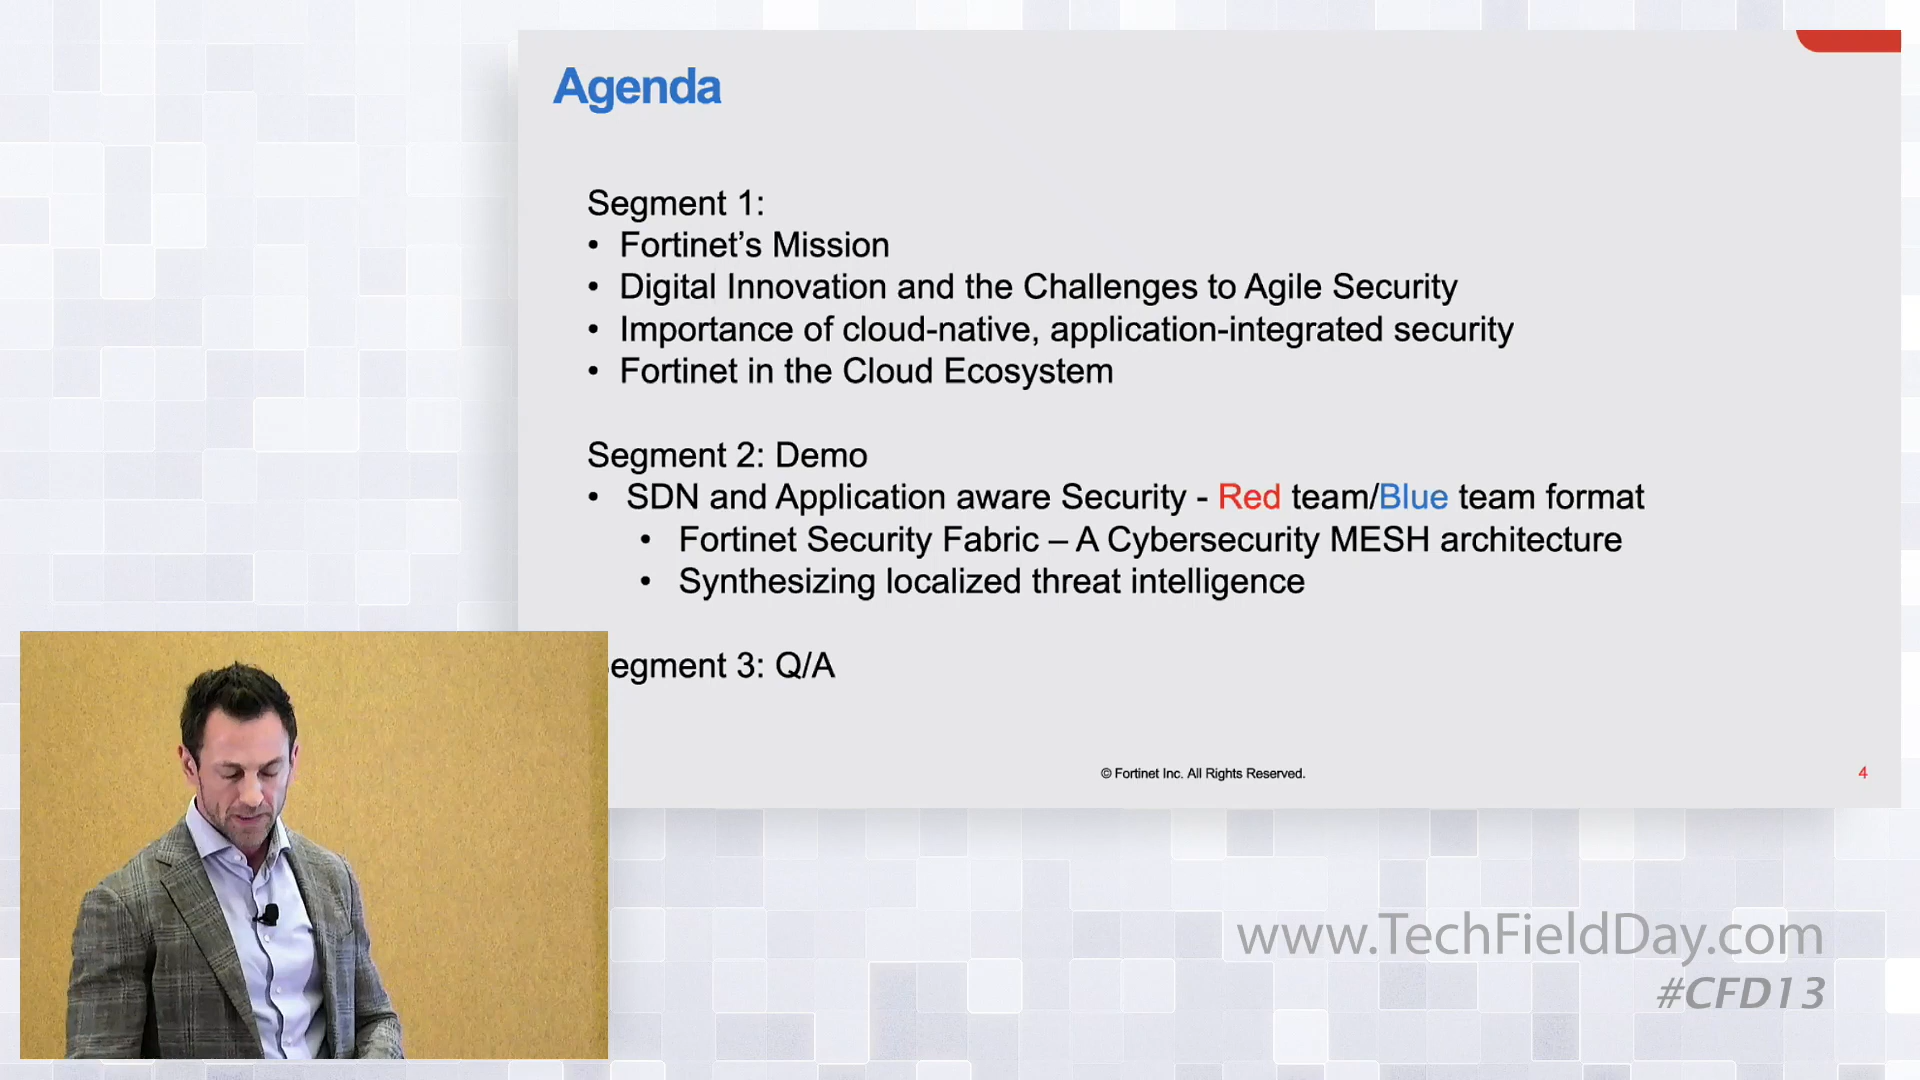 Agenda
Segment 1:
• Fortinet’s Mission
• Digital Innovation and the Challenges to Agile Security
• Importance of cloud-native, application-integrated security
• Fortinet in the Cloud Ecosystem
Segment 2: Demo
• SDN and Application aware Security - Red team/Blue team format
• Fortinet Security Fabric – A Cybersecurity MESH architecture
• Synthesizing localized threat intelligence
egment 3: Q/A
© Fortinet Inc. All Rights Reserved.
4
www.TechFieldDay.com
#CFD13